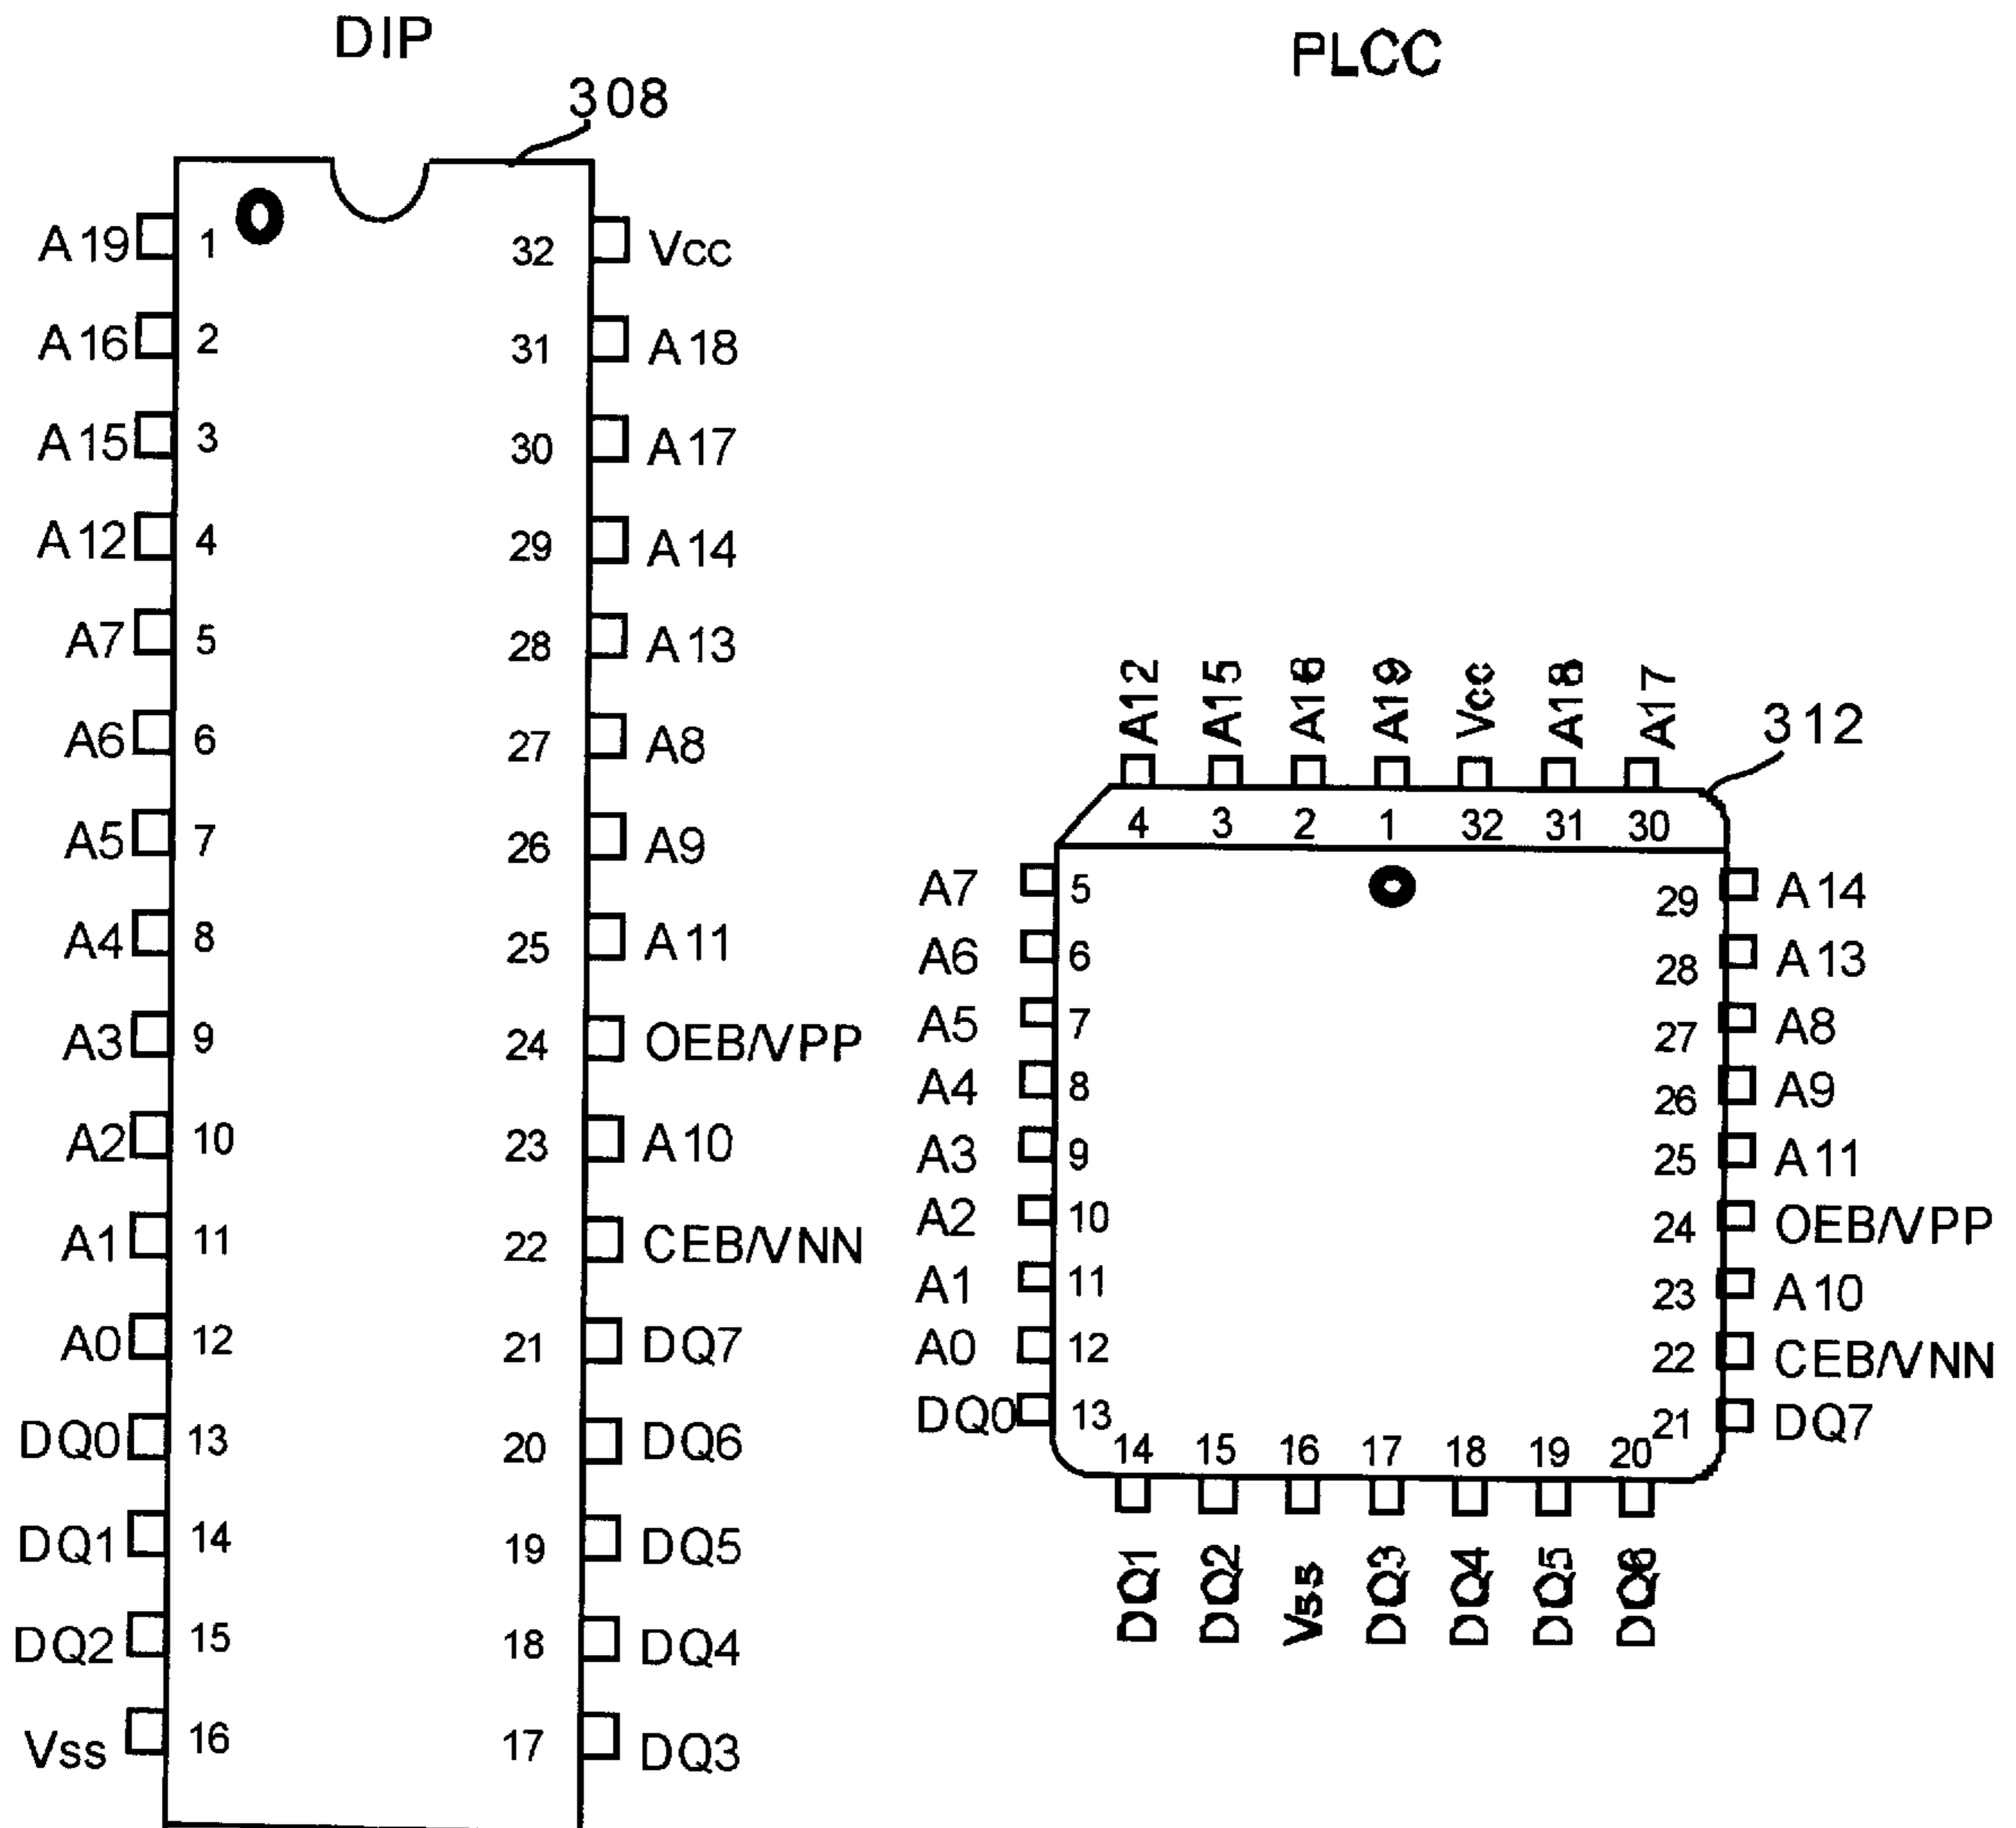 DIP
308
A19 1 32 Vcc
A16 2 31 A18
A15 3 30 A17
A12 4 29 A14
A7 5 28 A13
A6 6 27 A8
A5 7 26 A9
A4 8 25 A11
A3 9 24 OEB/VPP
A2 10 23 A10
A1 11 22 CEB/VNN
A0 12 21 DQ7
DQ0 13 20 DQ6
DQ1 14 19 DQ5
DQ2 15 18 DQ4
Vss 16 17 DQ3
PLCC
312
A12 A15 A16 A19 Vcc A18 A17
4 3 2 1 32 31 30
A7 5 29 A14
A6 6 28 A13
A5 7 27 A8
A4 8 26 A9
A3 9 25 A11
A2 10 24 OEB/VPP
A1 11 23 A10
A0 12 22 CEB/VNN
DQ0 13 21 DQ7
14 15 16 17 18 19 20
DQ1 DQ2 Vss DQ3 DQ4 DQ5 DQ6